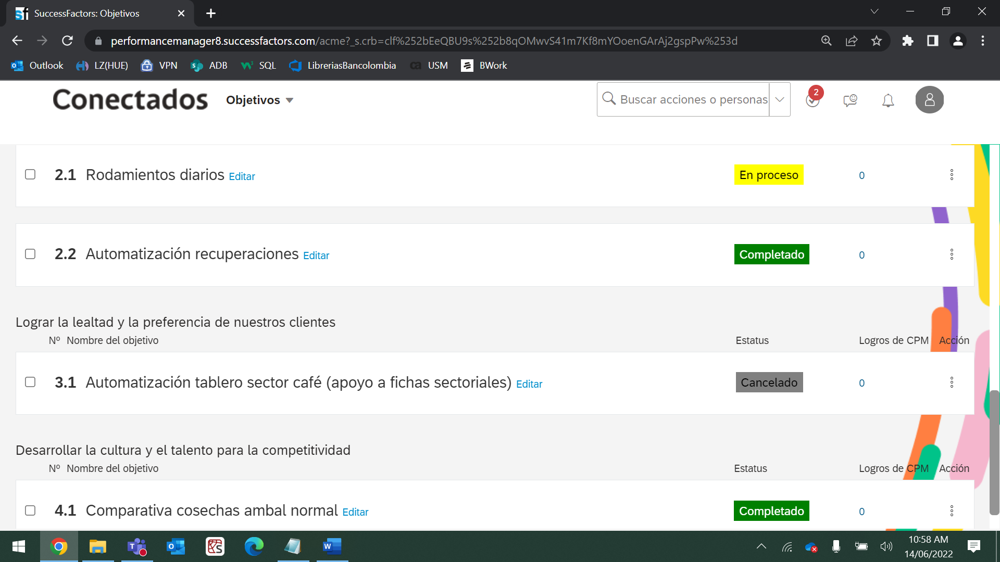 SuccessFactors: Objetivos
performancemanager8.successfactors.com/acme?_s.crb=clf%252bEeQBU9s%252b8qOMwvS41m7Kf8mYOoenGArAj2gspPw%253d
Outlook LZ(HUE) VPN ADB SQL LibreriasBancolombia USM BWork
Conectados Objetivos Buscar acciones o personas 2
2.1 Rodamientos diarios Editar En proceso 0
2.2 Automatización recuperaciones Editar Completado 0
Lograr la lealtad y la preferencia de nuestros clientes
Nº Nombre del objetivo Estatus Logros de CPM Acción
3.1 Automatización tablero sector café (apoyo a fichas sectoriales) Editar Cancelado 0
Desarrollar la cultura y el talento para la competitividad
Nº Nombre del objetivo Estatus Logros de CPM Acción
4.1 Comparativa cosechas ambal normal Editar Completado 0
10:58 AM
14/06/2022